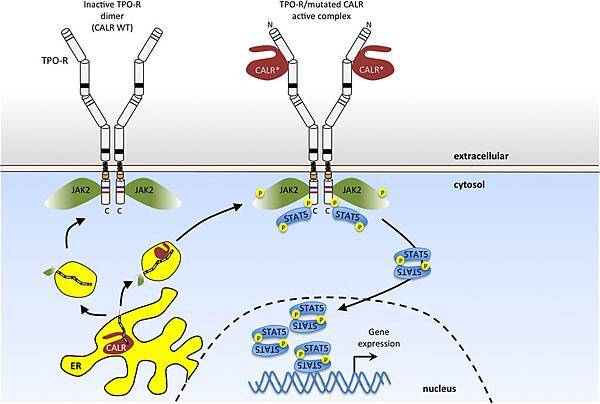 Inactive TPO-R
dimer
(CALR WT)
TPO-R
TPO-R/mutated CALR
active complex
N
N
CALR*
CALR*
extracellular
cytosol
JAK2
JAK2
C
C
P
JAK2
JAK2
P
P
P
STAT5
C
C
STAT5
P
P
STAT5
P
P
STAT5
CALR
ER
STAT5
P
P
STAT5
STAT5
P
P
STAT5
STAT5
P
P
STAT5
Gene
expression
nucleus